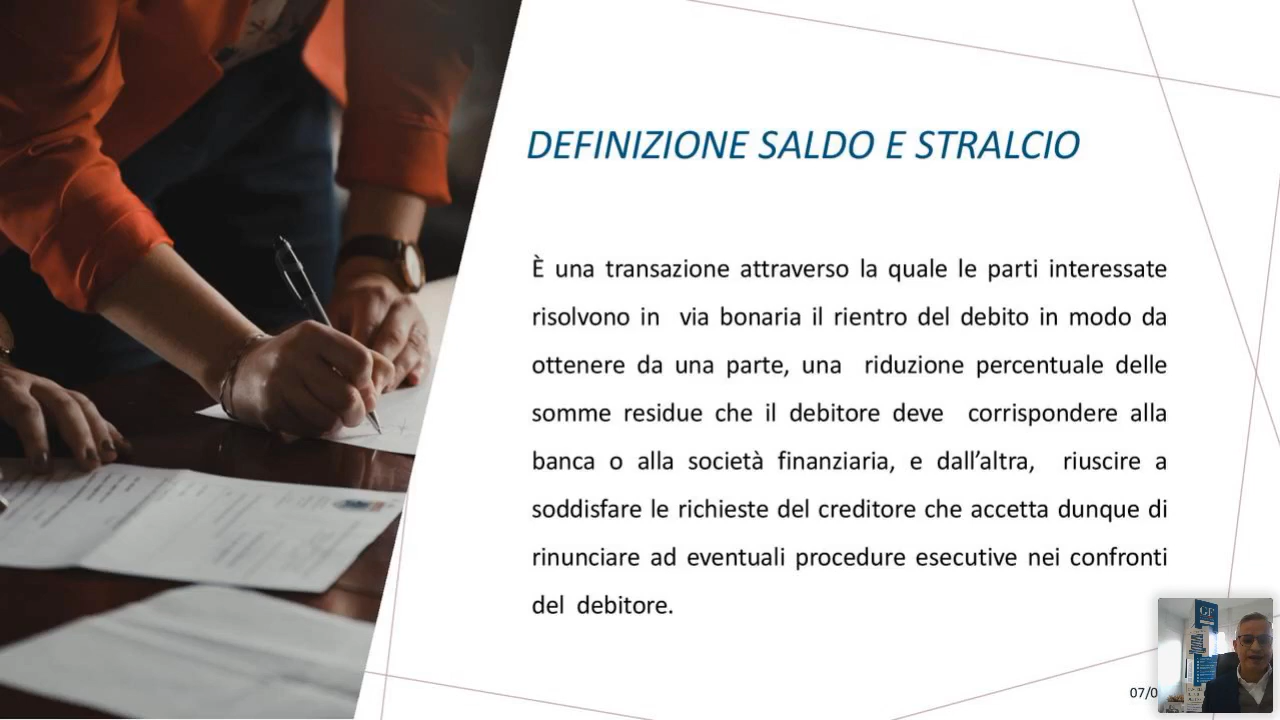 DEFINIZIONE SALDO E STRALCIO
È una transazione attraverso la quale le parti interessate
risolvono in via bonaria il rientro del debito in modo da
ottenere da una parte, una riduzione percentuale delle
somme residue che il debitore deve corrispondere alla
banca o alla società finanziaria, e dall’altra, riuscire a
soddisfare le richieste del creditore che accetta dunque di
rinunciare ad eventuali procedure esecutive nei confronti
del debitore.
GF
07/0